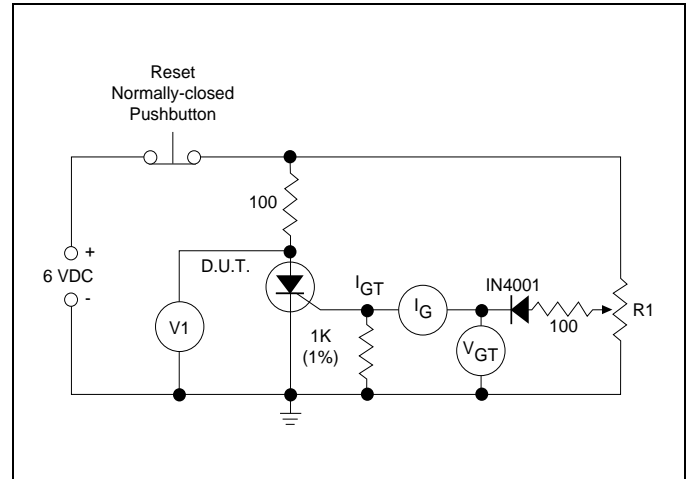 Reset
Normally-closed
Pushbutton
100
+
6 VDC
-
D.U.T.
V1
IGT
1K
(1%)
IG
IN4001
100
R1
VGT